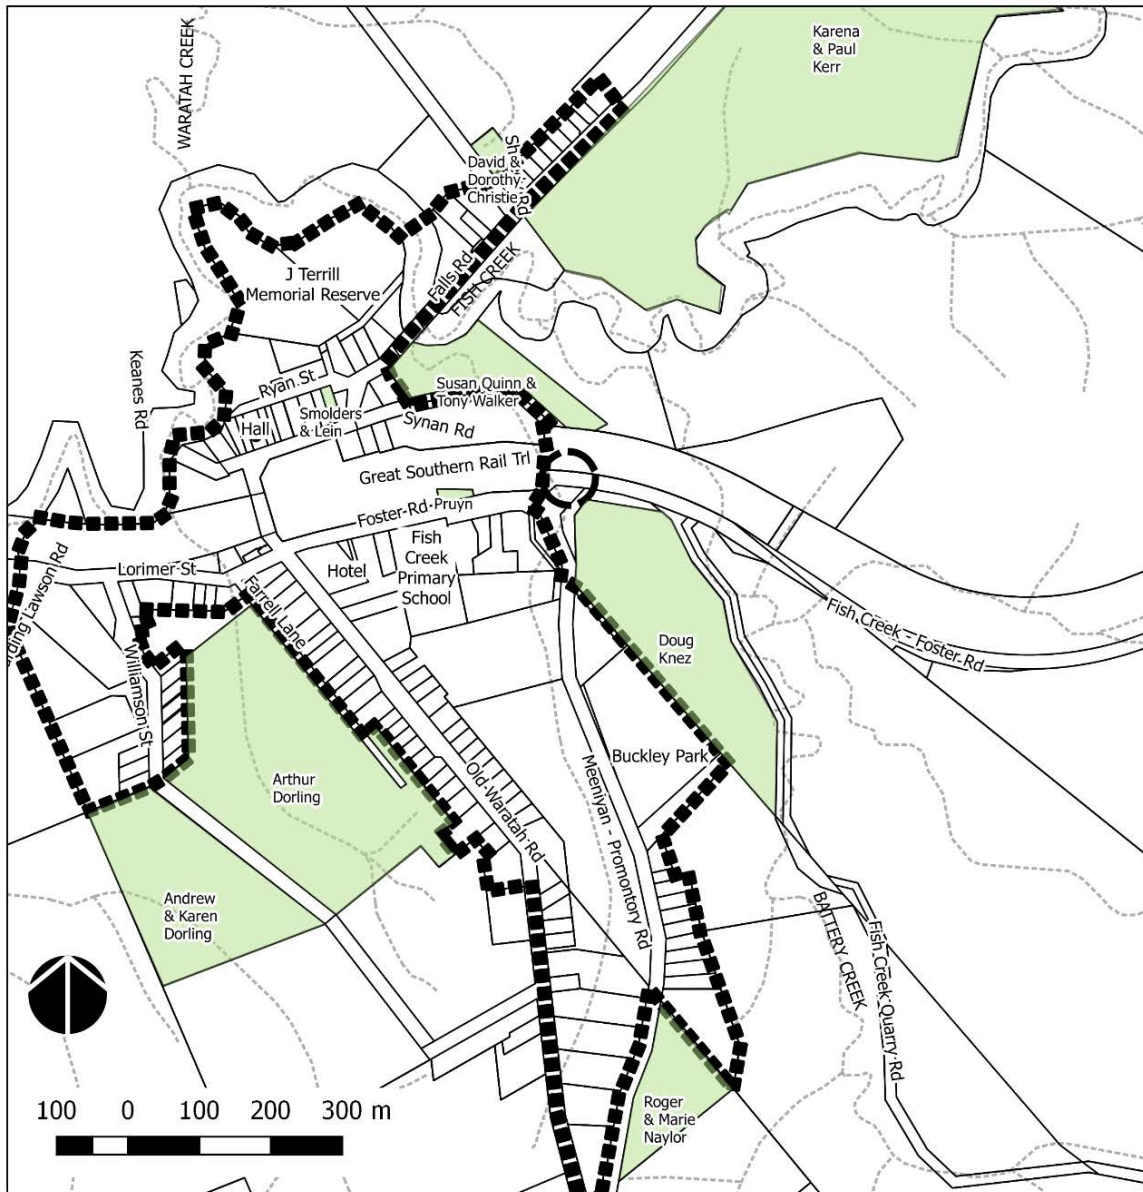 WARATAH CREEK
Karena
& Paul
Kerr
David &
Dorothy
Christie
Rd
J Terrill
Memorial Reserve
Falls Rd
FISH CREEK
Keanes Rd
Ryan St
Susan Quinn &
Tony Walker
Smolders
& Lein
Hall
Synan Rd
Great Southern Rail Trl
Foster-Rd
Pruyn
Fish
Creek
Primary
School
Hotel
Lorimer St
Lawson Rd
Farrell Lane
Williamson St
Fish Creek - Foster-Rd
Doug
Knez
Buckley Park
Arthur
Dorling
Old-Waratah-Rd
Meeniyan - Promontory Rd
Andrew
& Karen
Dorling
BATTERY CREEK
Fish Creek Quarry-Rd
Roger
& Marie
Naylor
100 0 100 200 300 m